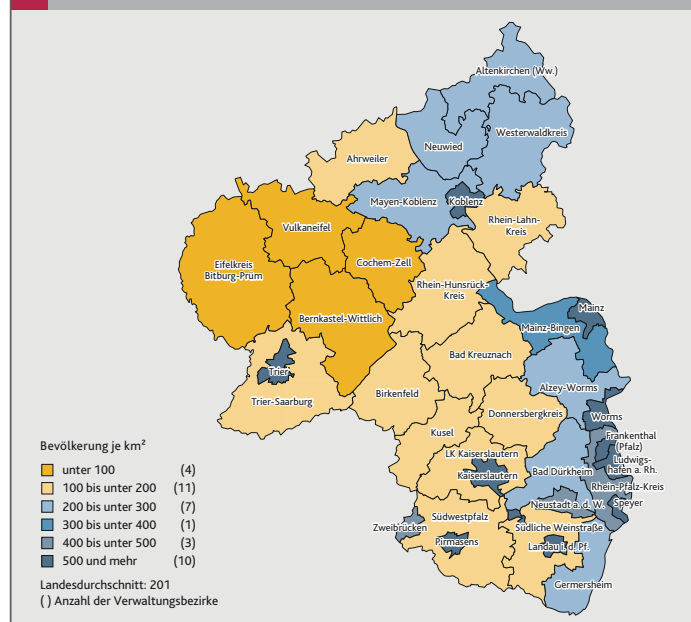 Altenkirchen (Ww.)
Westerwaldkreis
Neuwied
Ahrweiler
Mayen-Koblenz
Koblenz
Rhein-Lahn-
Kreis
Vulkaneifel
Cochem-Zell
Eifelkreis
Bitburg-Prüm
Rhein-Hunsrück-
Kreis
Bernkastel-Wittlich
Mainz
Mainz-Bingen
Bad Kreuznach
Trier
Alzey-Worms
Birkenfeld
Trier-Saarburg
Donnersbergkreis
Worms
Kusel
Frankenthal
(Pfalz)
LK Kaiserslautern
Ludwigs-
hafen a. Rh.
Kaiserslautern
Bad Dürkheim
Rhein-Pfalz-Kreis
Neustadt a. d. W.
Speyer
Zweibrücken
Südwestpfalz
Südliche Weinstraße
Pirmasens
Landau i. d. Pf.
Germersheim
Bevölkerung je km²
unter 100 (4)
100 bis unter 200 (11)
200 bis unter 300 (7)
300 bis unter 400 (1)
400 bis unter 500 (3)
500 und mehr (10)
Landesdurchschnitt: 201
( ) Anzahl der Verwaltungsbezirke